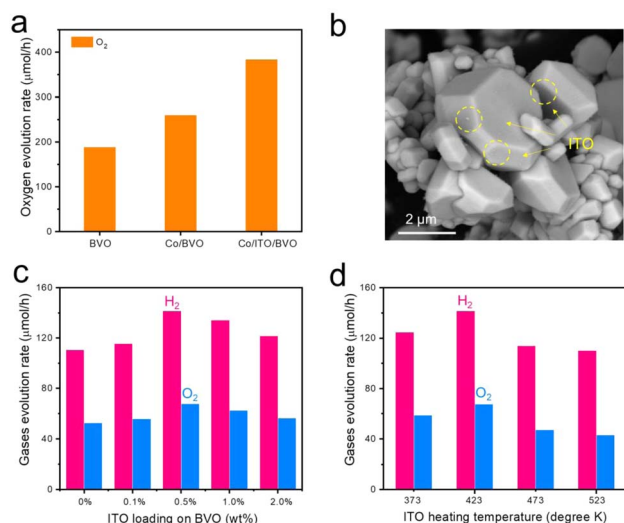 a
O2
Oxygen evolution rate (μmol/h)
400
300
200
100
0
BVO
Co/BVO
Co/ITO/BVO
b
ITO
2 μm
c
H2
O2
Gases evolution rate (μmol/h)
160
120
80
40
0
0%
0.1%
0.5%
1.0%
2.0%
ITO loading on BVO (wt%)
d
H2
O2
Gases evolution rate (μmol/h)
160
120
80
40
0
373
423
473
523
ITO heating temperature (degree K)